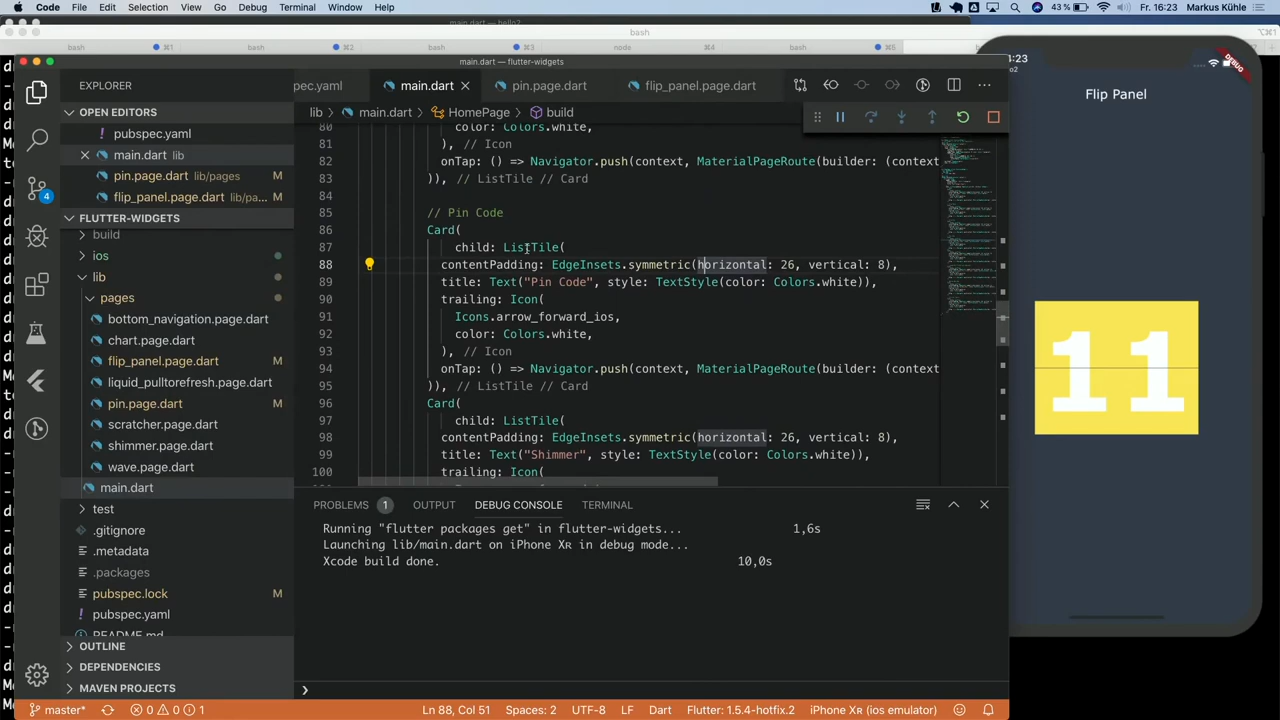 Code File Edit Selection View Go Debug Terminal Window Help 43 % Fr. 16:23 Markus Kühle
main.dart — hello2
bash
bash ⌘1 bash ⌘2 bash ⌘3 node ⌘4 bash ⌘5
main.dart — flutter-widgets
EXPLORER
OPEN EDITORS
pubspec.yaml
main.dart lib
pin.page.dart lib/pages M
flip_panel.page.dart lib/pa... M
FLUTTER-WIDGETS
build
ios
lib
pages
bottom_navigation.page.dart
chart.page.dart
flip_panel.page.dart M
liquid_pulltorefresh.page.dart
pin.page.dart M
scratcher.page.dart
shimmer.page.dart
wave.page.dart
main.dart
test
.gitignore
.metadata
.packages
pubspec.lock M
pubspec.yaml
README.md
OUTLINE
DEPENDENCIES
MAVEN PROJECTS
4
pec.yaml main.dart pin.page.dart flip_panel.page.dart
lib main.dart HomePage build
80 color: Colors.white,
81 ), // Icon
82 onTap: () => Navigator.push(context, MaterialPageRoute(builder: (context
83 )), // ListTile // Card
84
85 // Pin Code
86 Card(
87 child: ListTile(
88 contentPadding: EdgeInsets.symmetric(horizontal: 26, vertical: 8),
89 title: Text("Pin Code", style: TextStyle(color: Colors.white)),
90 trailing: Icon(
91 Icons.arrow_forward_ios,
92 color: Colors.white,
93 ), // Icon
94 onTap: () => Navigator.push(context, MaterialPageRoute(builder: (context
95 )), // ListTile // Card
96 Card(
97 child: ListTile(
98 contentPadding: EdgeInsets.symmetric(horizontal: 26, vertical: 8),
99 title: Text("Shimmer", style: TextStyle(color: Colors.white)),
100 trailing: Icon(
PROBLEMS 1 OUTPUT DEBUG CONSOLE TERMINAL
Running "flutter packages get" in flutter-widgets... 1,6s
Launching lib/main.dart on iPhone Xʀ in debug mode...
Xcode build done. 10,0s
master* 0 0 1 Ln 88, Col 51 Spaces: 2 UTF-8 LF Dart Flutter: 1.5.4-hotfix.2 iPhone Xʀ (ios emulator)
4:23
DEBUG
Flip Panel
11